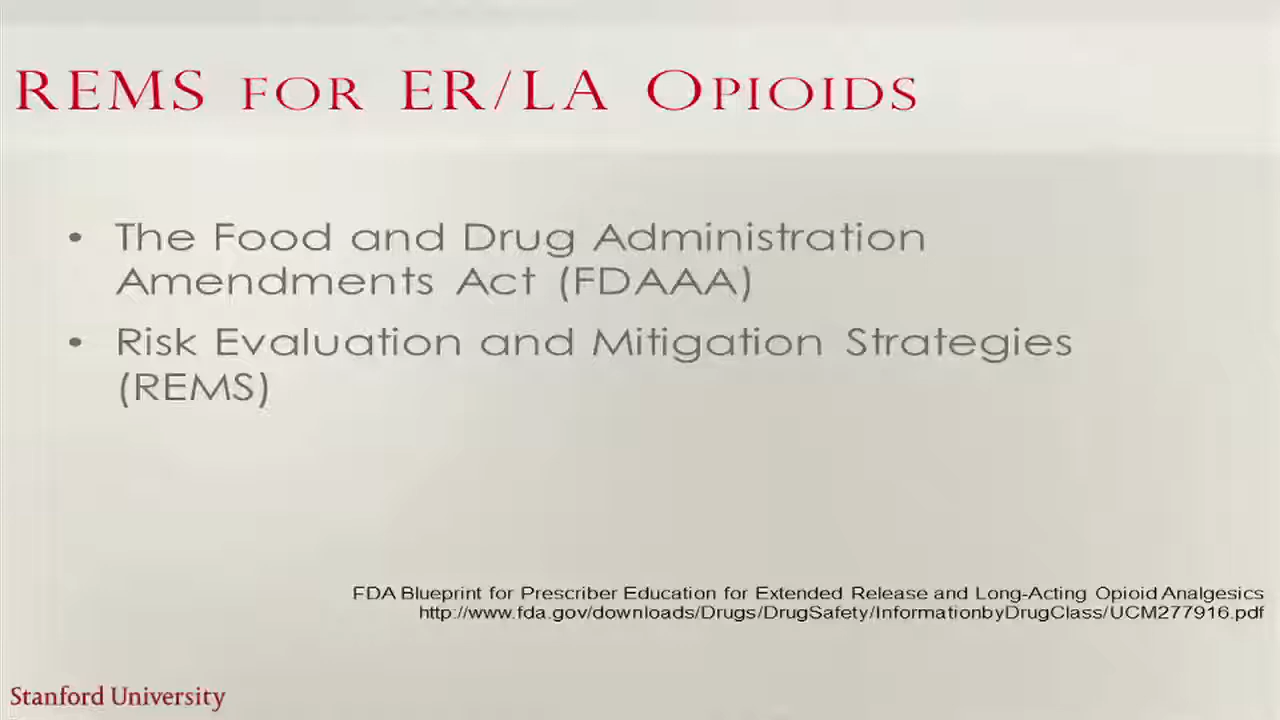 REMS FOR ER/LA OPIOIDS
• The Food and Drug Administration
Amendments Act (FDAAA)
• Risk Evaluation and Mitigation Strategies
(REMS)
FDA Blueprint for Prescriber Education for Extended Release and Long-Acting Opioid Analgesics
http://www.fda.gov/downloads/Drugs/DrugSafety/InformationbyDrugClass/UCM277916.pdf
Stanford University